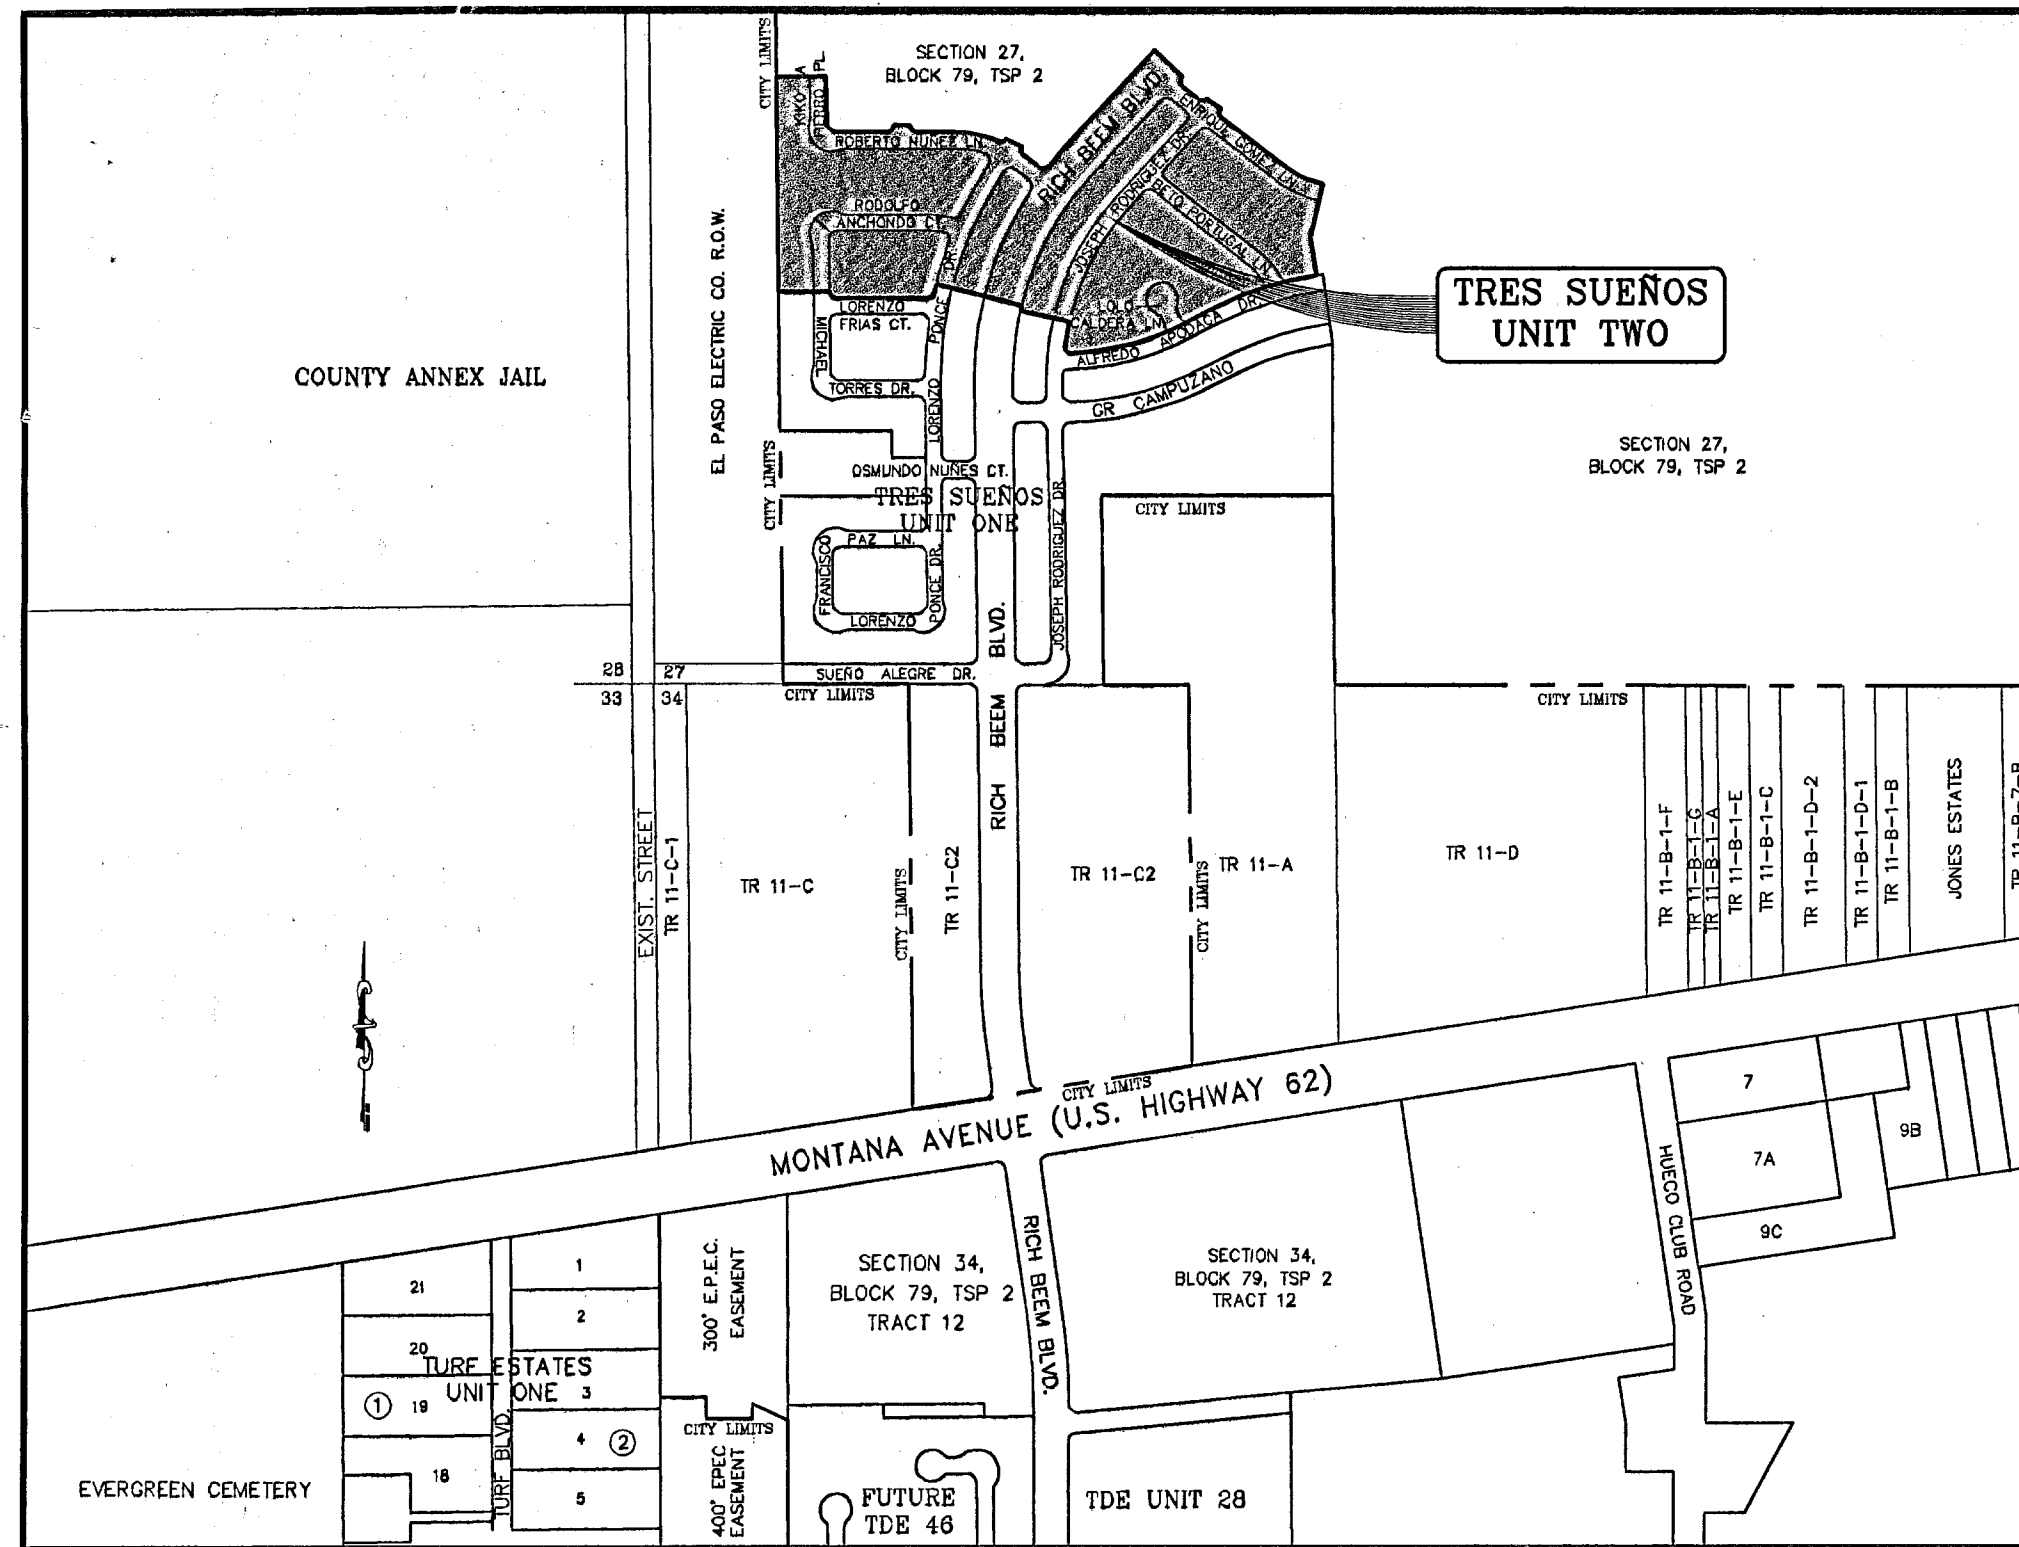 CITY LIMITS
SECTION 27,
BLOCK 79, TSP 2
KIKO A
PEDRO PL.
ROBERTO NUNEZ LN
RICH BEEM BLVD.
ENRIQUE GOMEZ LN.
JOSEPH RODRIGUEZ DR.
BETO PORTUGAL LN
RODOLFO
ANCHONDO CT.
EL PASO ELECTRIC CO. R.O.W.
TRES SUEÑOS
UNIT TWO
LOLO
CALDERA LN
LORENZO
FRIAS CT.
PONCE DR.
LORENZO
MICHAEL
TORRES DR.
ALFREDO APODACA DR.
GR CAMPUZANO
COUNTY ANNEX JAIL
SECTION 27,
BLOCK 79, TSP 2
CITY LIMITS
OSMUNDO NUÑES CT.
TRES SUEÑOS
UNIT ONE
CITY LIMITS
JOSEPH RODRIGUEZ DR.
FRANCISCO
PAZ LN.
PONCE DR.
LORENZO
RICH BEEM BLVD.
28
27
33
34
SUEÑO ALEGRE DR.
CITY LIMITS
CITY LIMITS
EXIST. STREET
TR 11-C-1
TR 11-C
CITY LIMITS
TR 11-C2
TR 11-C2
CITY LIMITS
TR 11-A
TR 11-D
TR 11-B-1-F
TR 11-B-1-G
TR 11-B-1-A
TR 11-B-1-E
TR 11-B-1-C
TR 11-B-1-D-2
TR 11-B-1-D-1
TR 11-B-1-B
JONES ESTATES
TR 11-B-7-B
CITY LIMITS
MONTANA AVENUE (U.S. HIGHWAY 62)
7
7A
9B
9C
HUECO CLUB ROAD
RICH BEEM BLVD.
SECTION 34,
BLOCK 79, TSP 2
TRACT 12
SECTION 34,
BLOCK 79, TSP 2
TRACT 12
300' E.P.E.C.
EASEMENT
21
20
19
18
1
2
3
4
5
TURF ESTATES
UNIT ONE
1
2
TURF BLVD.
CITY LIMITS
400' EPEC
EASEMENT
EVERGREEN CEMETERY
FUTURE
TDE 46
TDE UNIT 28